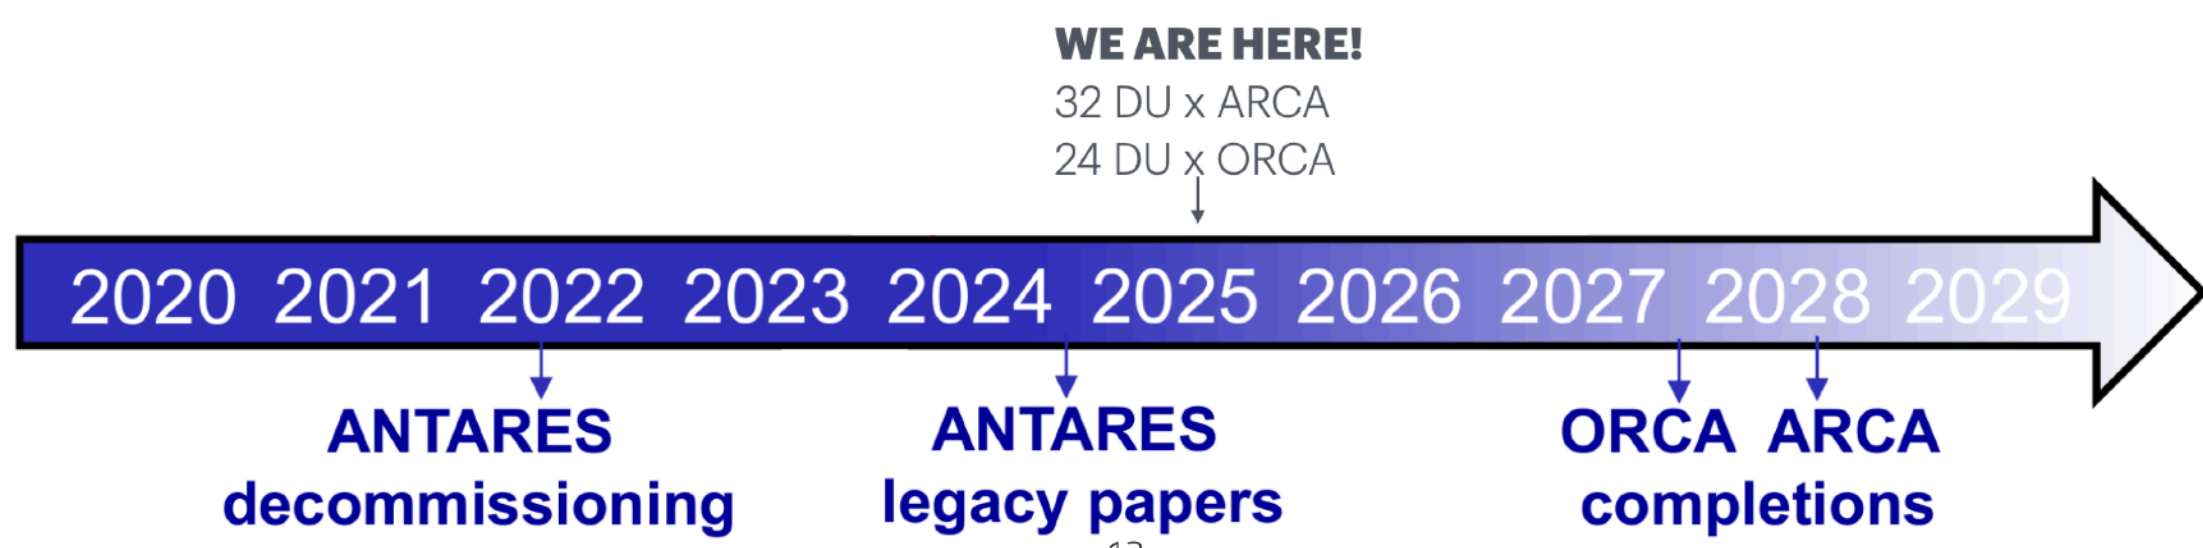 WE ARE HERE!
32 DU x ARCA
24 DU x ORCA
2020 2021 2022 2023 2024 2025 2026 2027 2028 2029
ANTARES
decommissioning
ANTARES
legacy papers
ORCA ARCA
completions